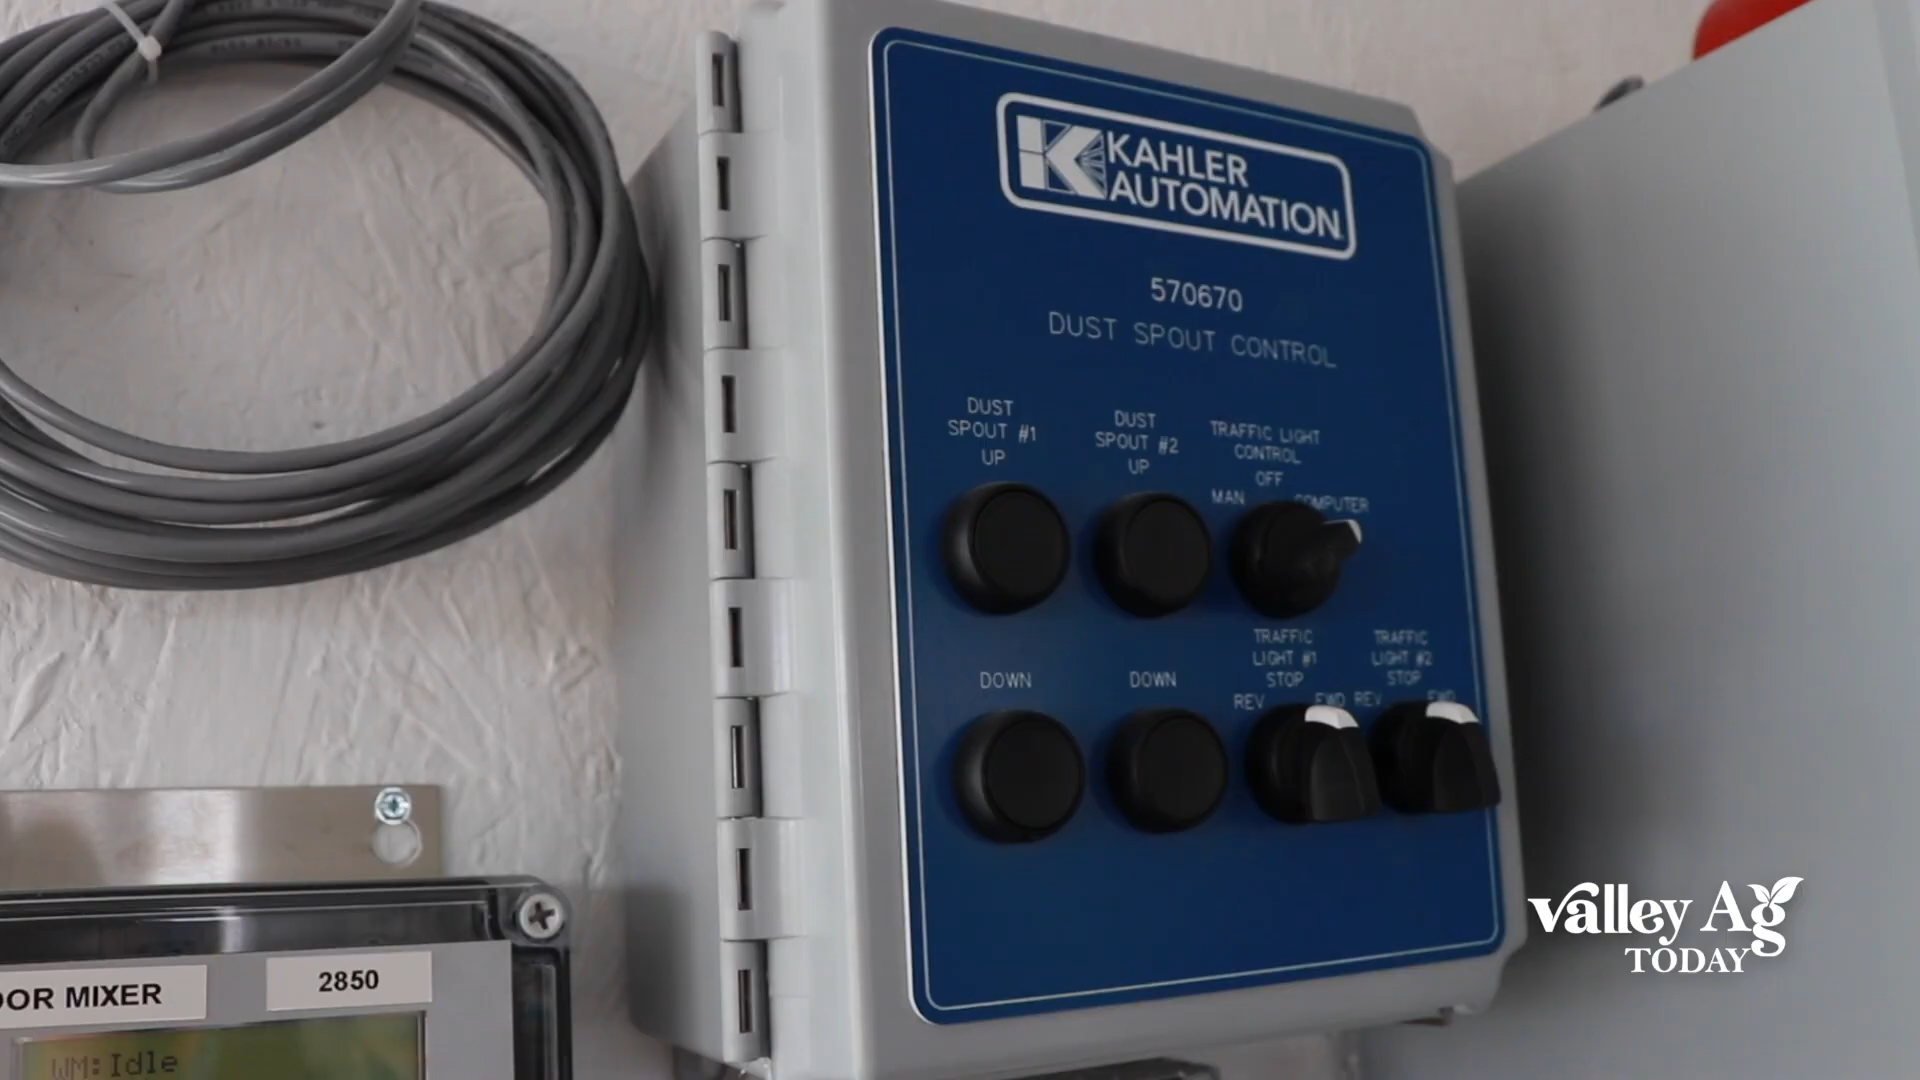 KAHLER
AUTOMATION
570670
DUST SPOUT CONTROL
DUST
SPOUT #1
UP
DUST
SPOUT #2
UP
TRAFFIC LIGHT
CONTROL
OFF
MAN COMPUTER
DOWN
DOWN
TRAFFIC
LIGHT #1
STOP
REV FWD
TRAFFIC
LIGHT #2
STOP
REV FWD
OOR MIXER
2850
WM:Idle
valley Ag
TODAY